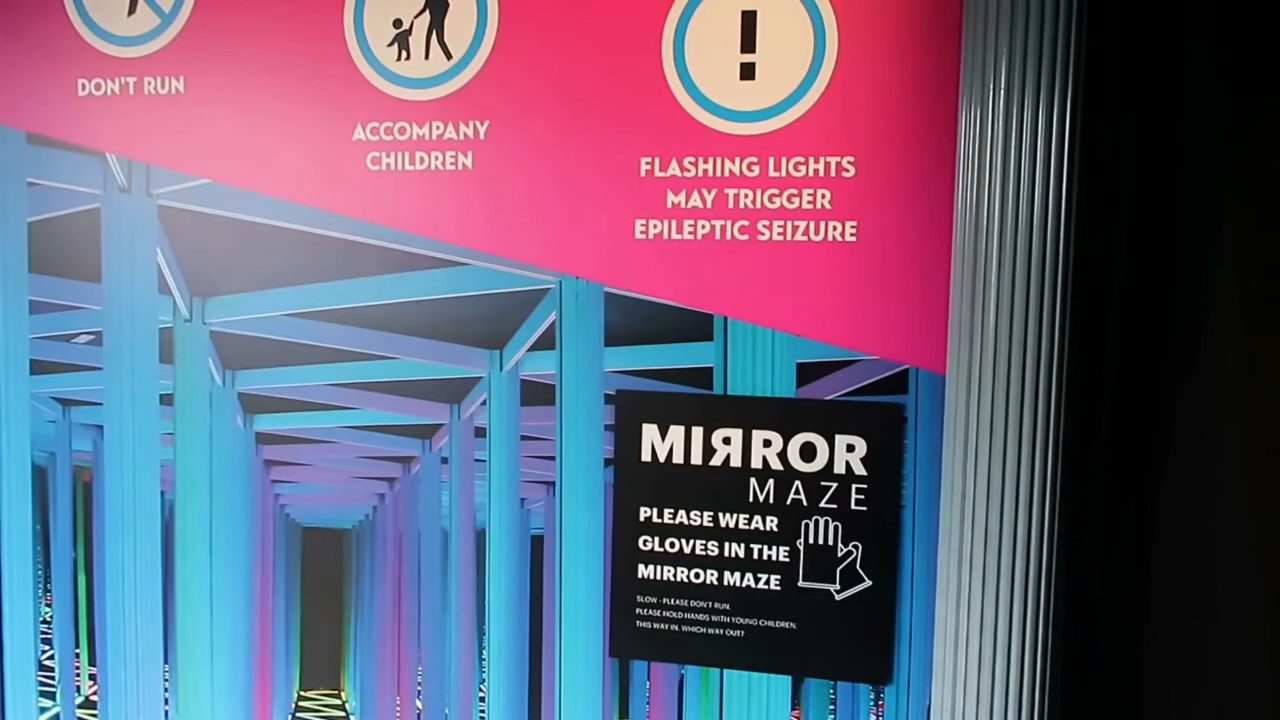 DON'T RUN
ACCOMPANY
CHILDREN
!
FLASHING LIGHTS
MAY TRIGGER
EPILEPTIC SEIZURE
MIЯROR
MAZE
PLEASE WEAR
GLOVES IN THE
MIRROR MAZE
SLOW - PLEASE DON'T RUN.
PLEASE HOLD HANDS WITH YOUNG CHILDREN.
THIS WAY IN. WHICH WAY OUT?